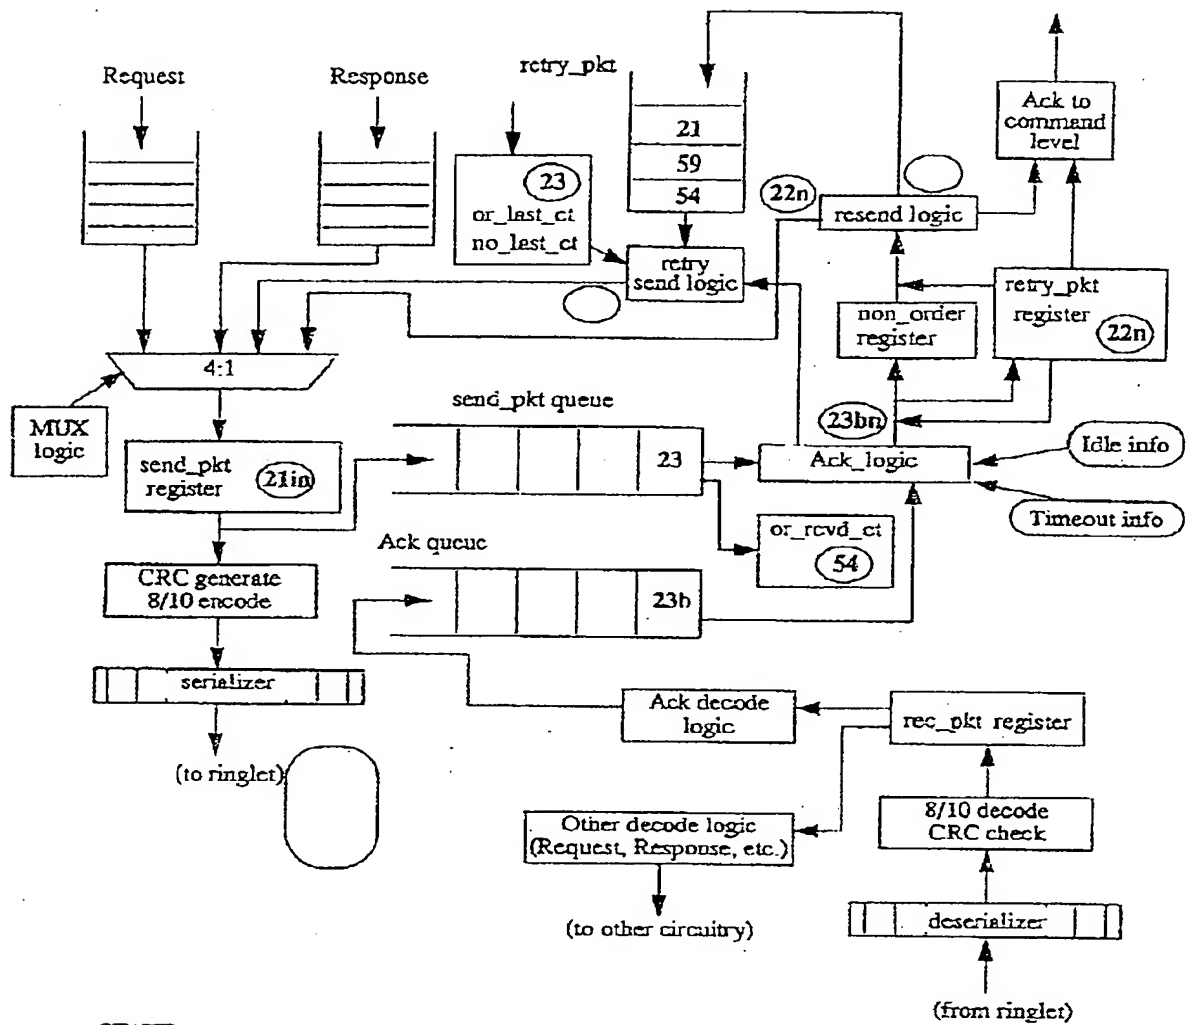 Request
Response
retry_pkt
21
59
54
23
or_last_ct
no_last_ct
retry
send logic
22n
resend logic
Ack to
command
level
non_order
register
retry_pkt
register
22n
4:1
MUX
logic
send_pkt
register
21in
send_pkt queue
23
23bn
Ack_logic
Idle info
Timeout info
or_rcvd_ct
54
Ack queue
23b
CRC generate
8/10 encode
serializer
(to ringlet)
Ack decode
logic
rec_pkt register
8/10 decode
CRC check
Other decode logic
(Request, Response, etc.)
(to other circuitry)
deserializer
(from ringlet)